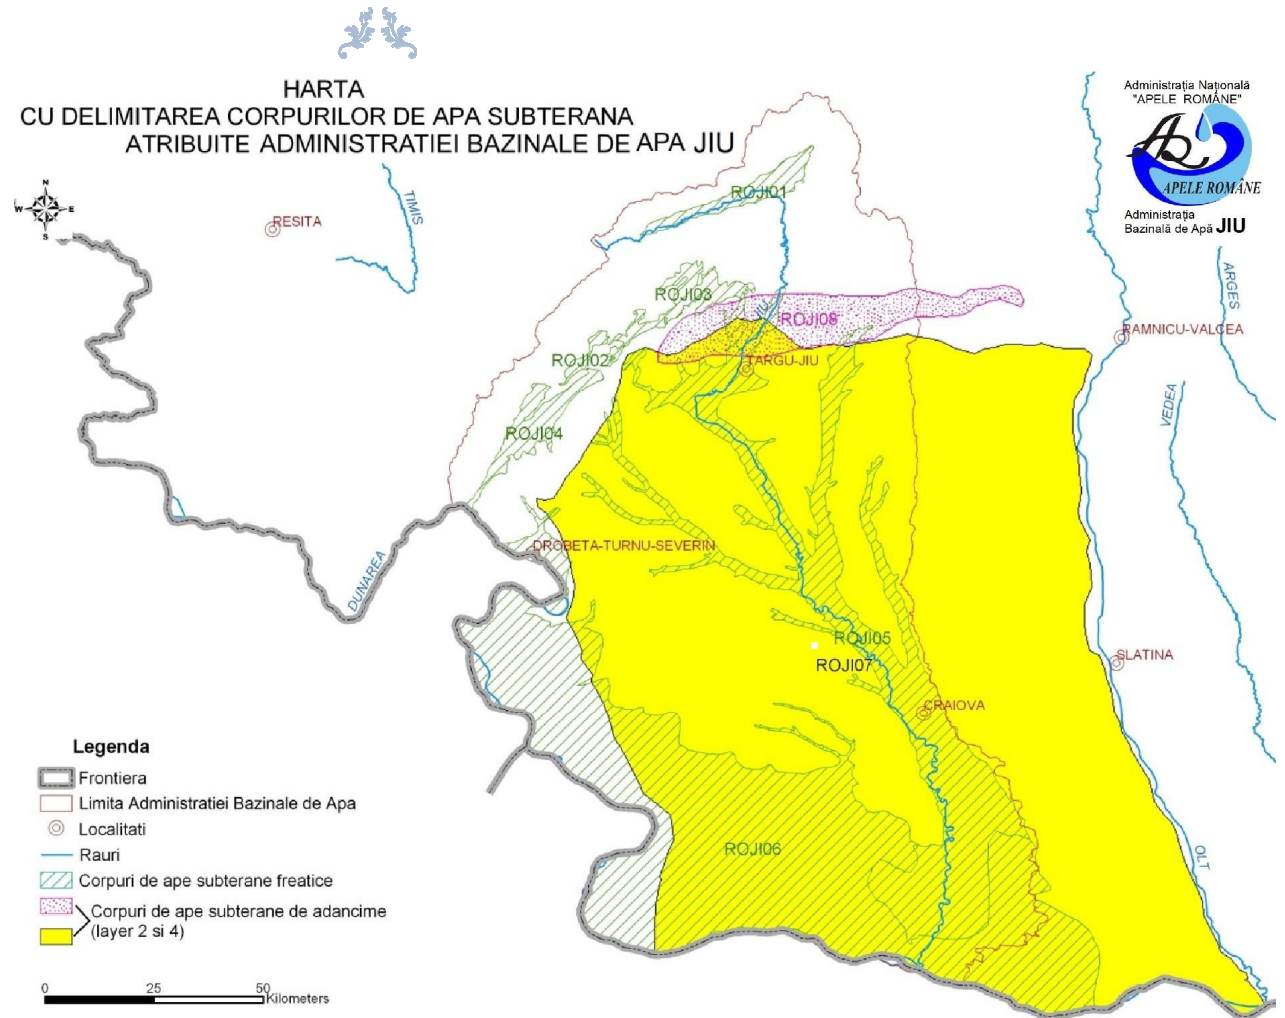 HARTA
CU DELIMITAREA CORPURILOR DE APA SUBTERANA
ATRIBUITE ADMINISTRATIEI BAZINALE DE APA JIU
Administrația Națională
"APELE ROMÂNE"
APELE ROMÂNE
Administrația
Bazinală de Apă JIU
N
W
E
S
RESITA
TIMIS
ROJI01
ARGES
ROJI03
JIU
ROJI08
RAMNICU-VALCEA
ROJI02
TARGU-JIU
VEDEA
ROJI04
DROBETA-TURNU-SEVERIN
DUNAREA
ROJI05
ROJI07
SLATINA
CRAIOVA
ROJI06
OLT
Legenda
Frontiera
Limita Administratiei Bazinale de Apa
Localitati
Rauri
Corpuri de ape subterane freatice
Corpuri de ape subterane de adancime
(layer 2 si 4)
0 25 50
Kilometers